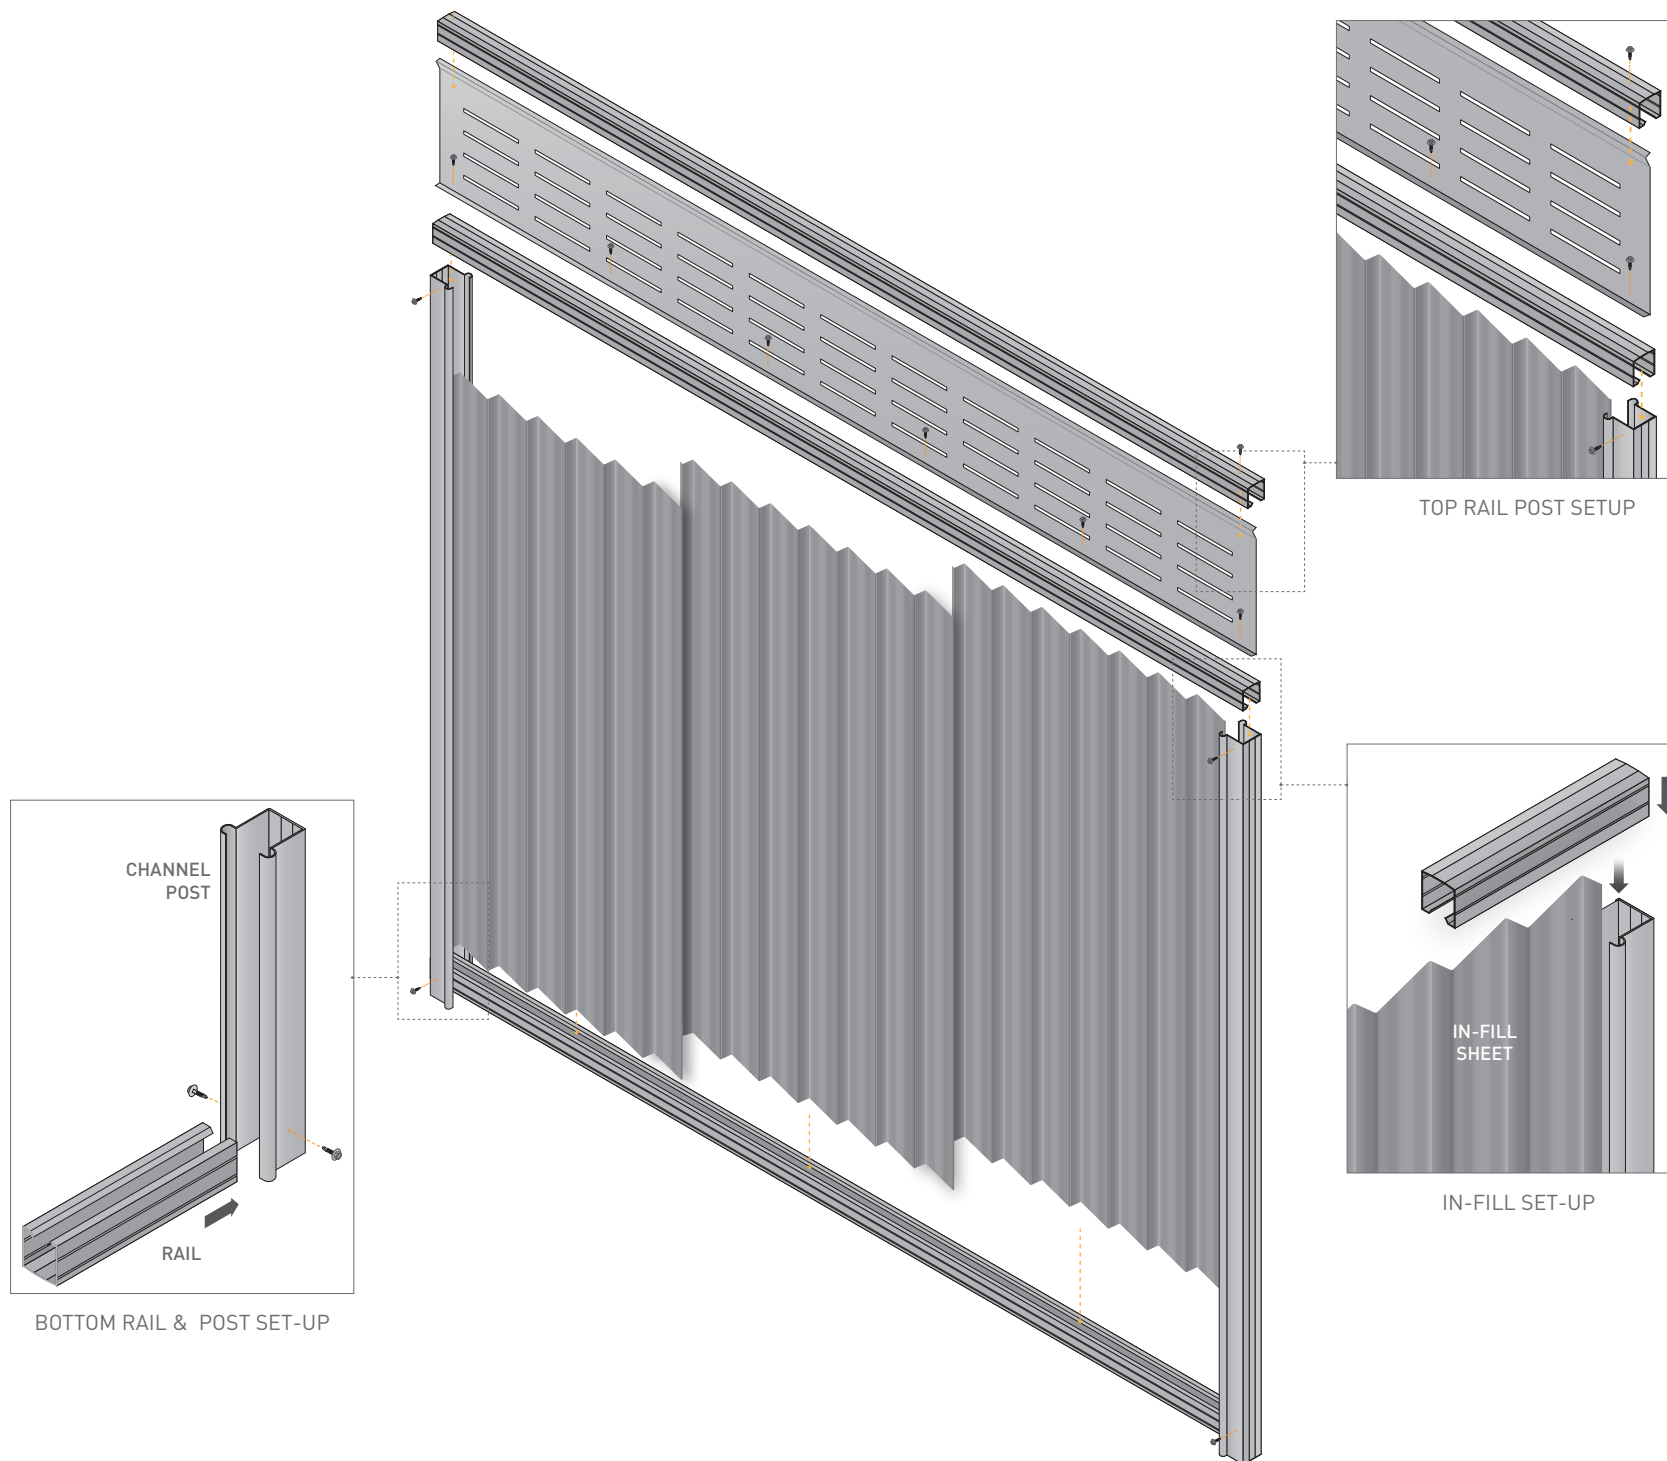 TOP RAIL POST SETUP
CHANNEL
POST
RAIL
BOTTOM RAIL & POST SET-UP
IN-FILL
SHEET
IN-FILL SET-UP